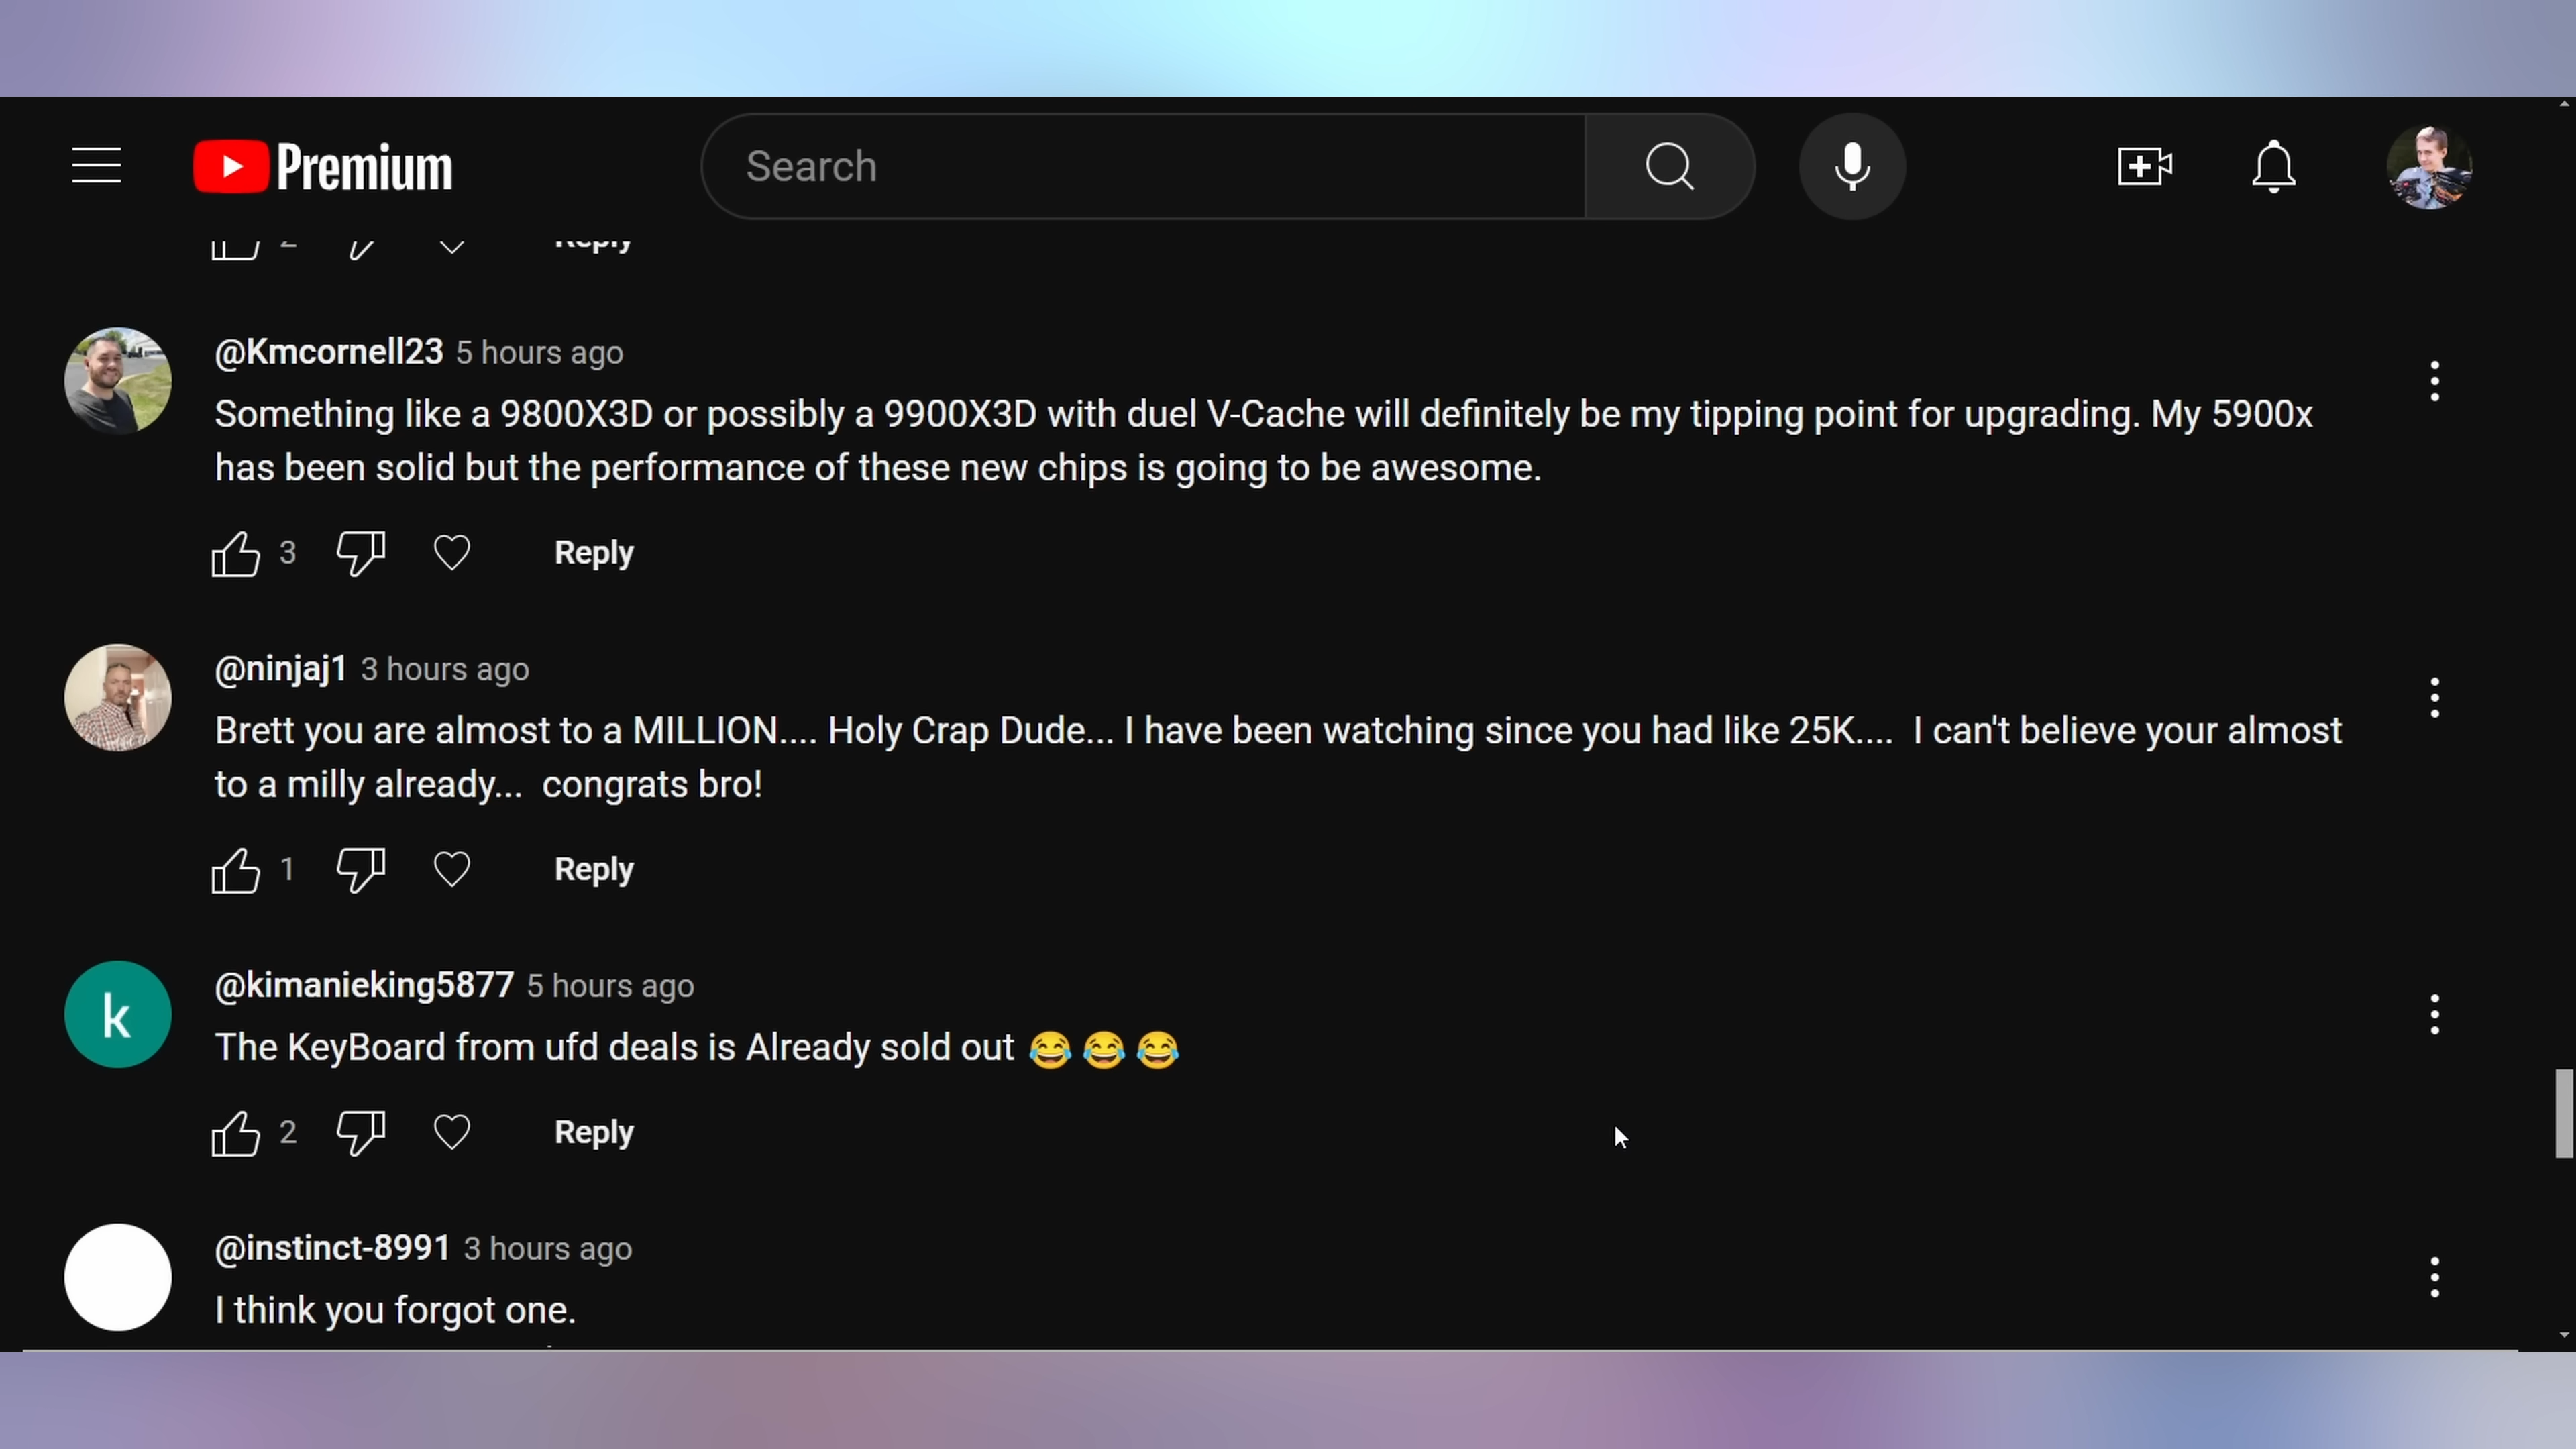 Premium
Search
2 Reply
@Kmcornell23 5 hours ago
Something like a 9800X3D or possibly a 9900X3D with duel V-Cache will definitely be my tipping point for upgrading. My 5900x
has been solid but the performance of these new chips is going to be awesome.
3 Reply
@ninjaj1 3 hours ago
Brett you are almost to a MILLION.... Holy Crap Dude... I have been watching since you had like 25K.... I can't believe your almost
to a milly already... congrats bro!
1 Reply
k
@kimanieking5877 5 hours ago
The KeyBoard from ufd deals is Already sold out 😂😂😂
2 Reply
@instinct-8991 3 hours ago
I think you forgot one.